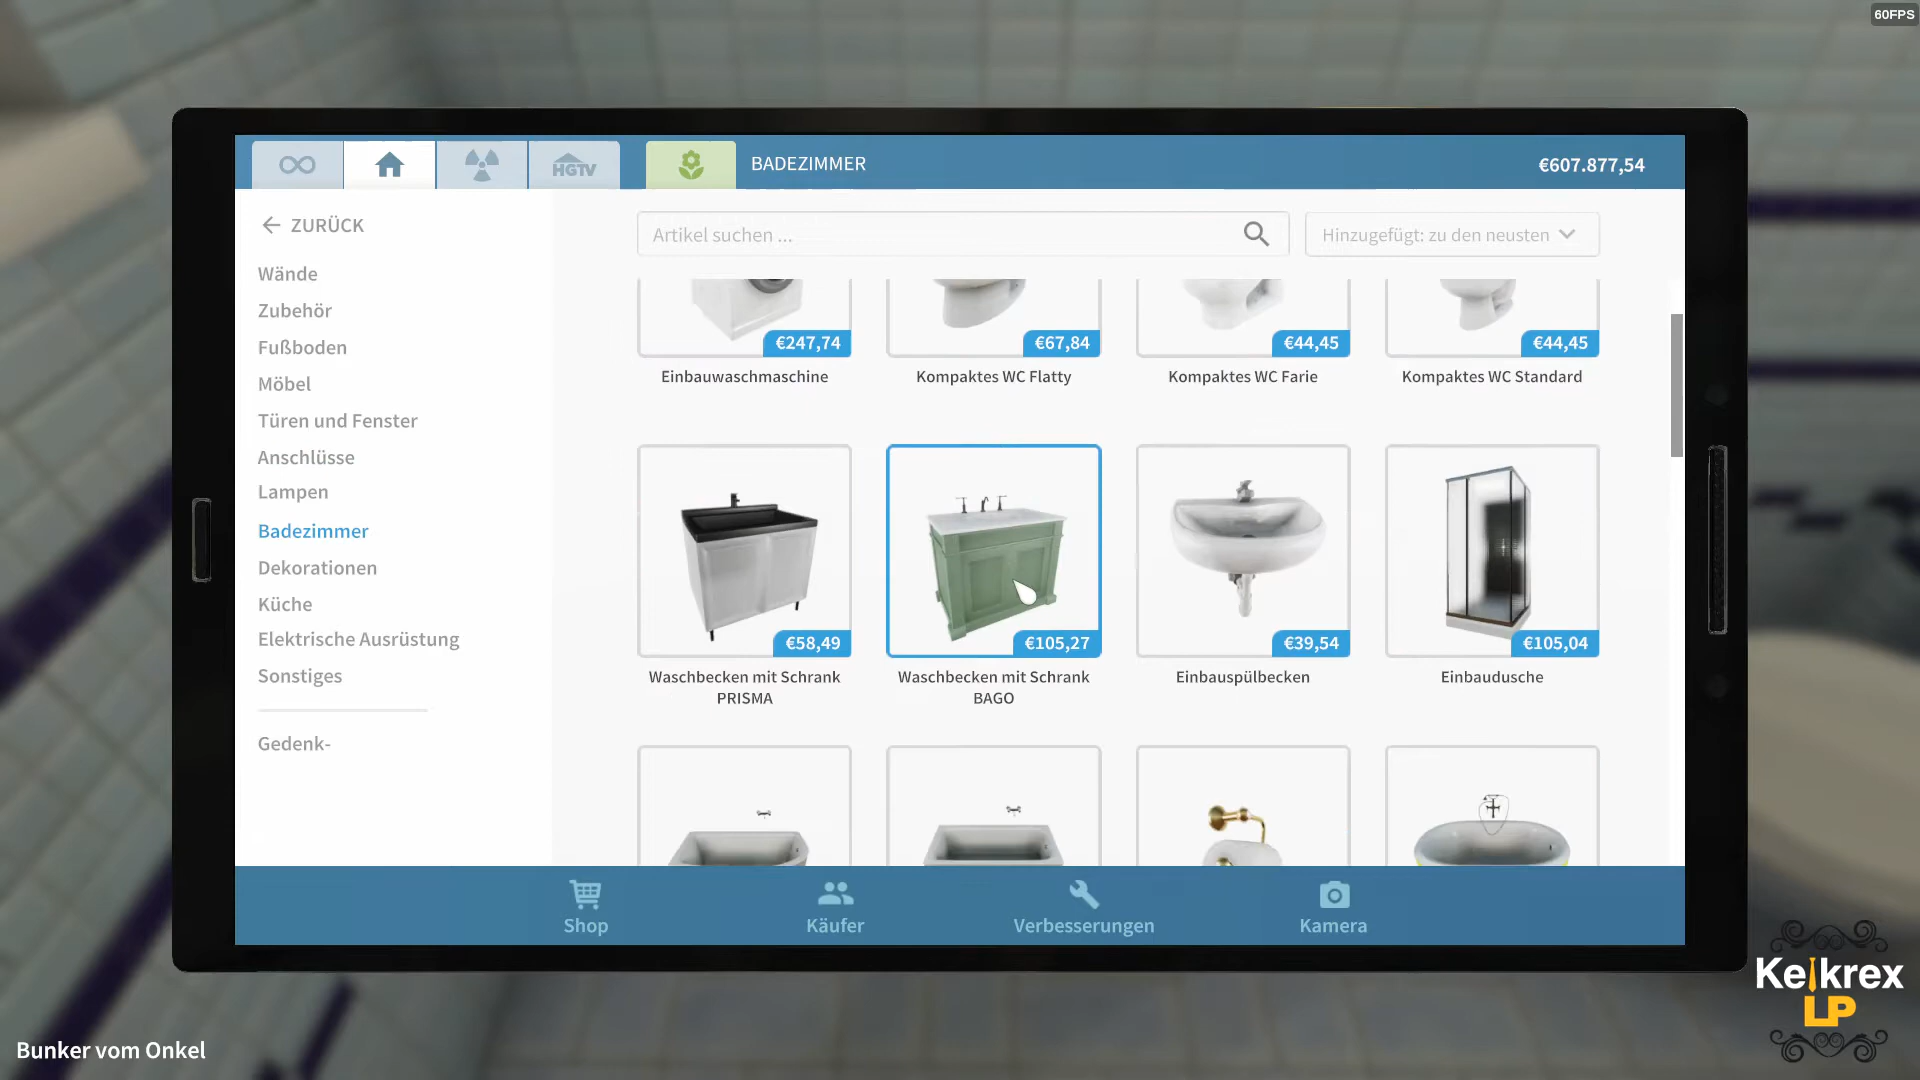 60FPS
HGTV
BADEZIMMER
€607.877,54
ZURÜCK
Artikel suchen ...
Hinzugefügt: zu den neusten
Wände
Zubehör
Fußboden
Möbel
Türen und Fenster
Anschlüsse
Lampen
Badezimmer
Dekorationen
Küche
Elektrische Ausrüstung
Sonstiges
Gedenk-
€247,74
€67,84
€44,45
€44,45
Einbauwaschmaschine
Kompaktes WC Flatty
Kompaktes WC Farie
Kompaktes WC Standard
€58,49
€105,27
€39,54
€105,04
Waschbecken mit Schrank
PRISMA
Waschbecken mit Schrank
BAGO
Einbauspülbecken
Einbaudusche
Shop
Käufer
Verbesserungen
Kamera
Keikrex
LP
Bunker vom Onkel